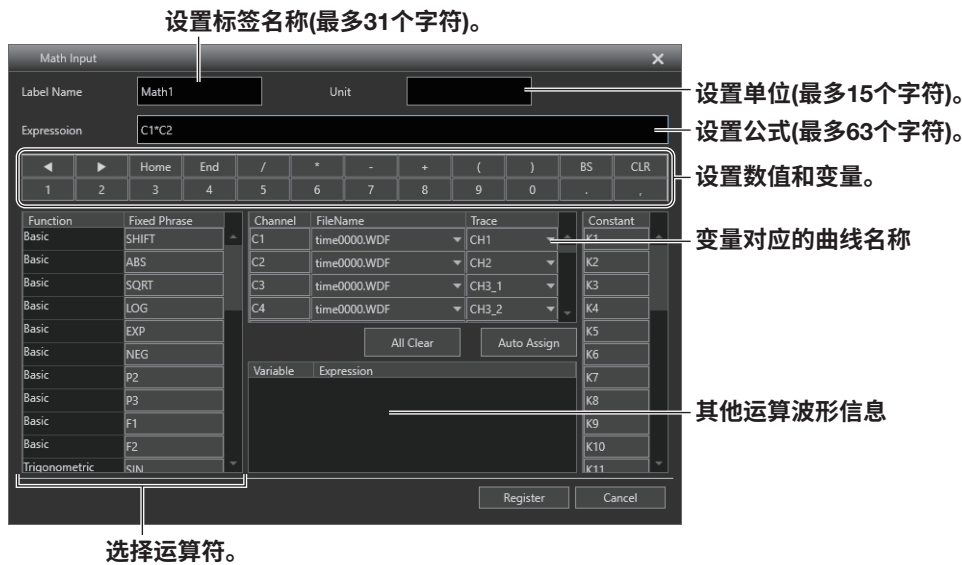 设置标签名称(最多31个字符)。
Math Input
Label Name Math1 Unit
设置单位(最多15个字符)。
Expressoion C1*C2
设置公式(最多63个字符)。
◀ ▶ Home End / * - + ( ) BS CLR
1 2 3 4 5 6 7 8 9 0 . ,
设置数值和变量。
Function Fixed Phrase Channel FileName Trace Constant
Basic SHIFT C1 time0000.WDF CH1 K1
变量对应的曲线名称
Basic ABS C2 time0000.WDF CH2 K2
Basic SQRT C3 time0000.WDF CH3_1 K3
Basic LOG C4 time0000.WDF CH3_2 K4
Basic EXP All Clear Auto Assign K5
Basic NEG K6
Basic P2 Variable Expression K7
Basic P3 K8
其他运算波形信息
Basic F1 K9
Basic F2 K10
Trigonometric SIN K11
Register Cancel
选择运算符。